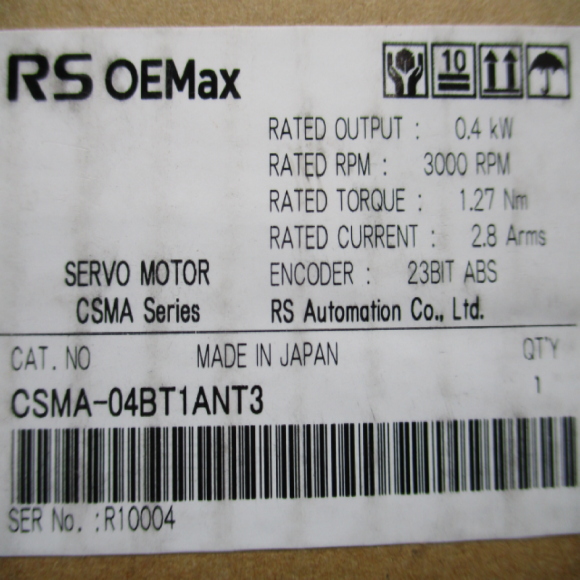 RS OEMax
10
RATED OUTPUT : 0.4 kW
RATED RPM : 3000 RPM
RATED TORQUE : 1.27 Nm
RATED CURRENT : 2.8 Arms
SERVO MOTOR ENCODER : 23BIT ABS
CSMA Series RS Automation Co., Ltd.
CAT. NO MADE IN JAPAN QT'Y
CSMA-04BT1ANT3 1
SER No. :R10004